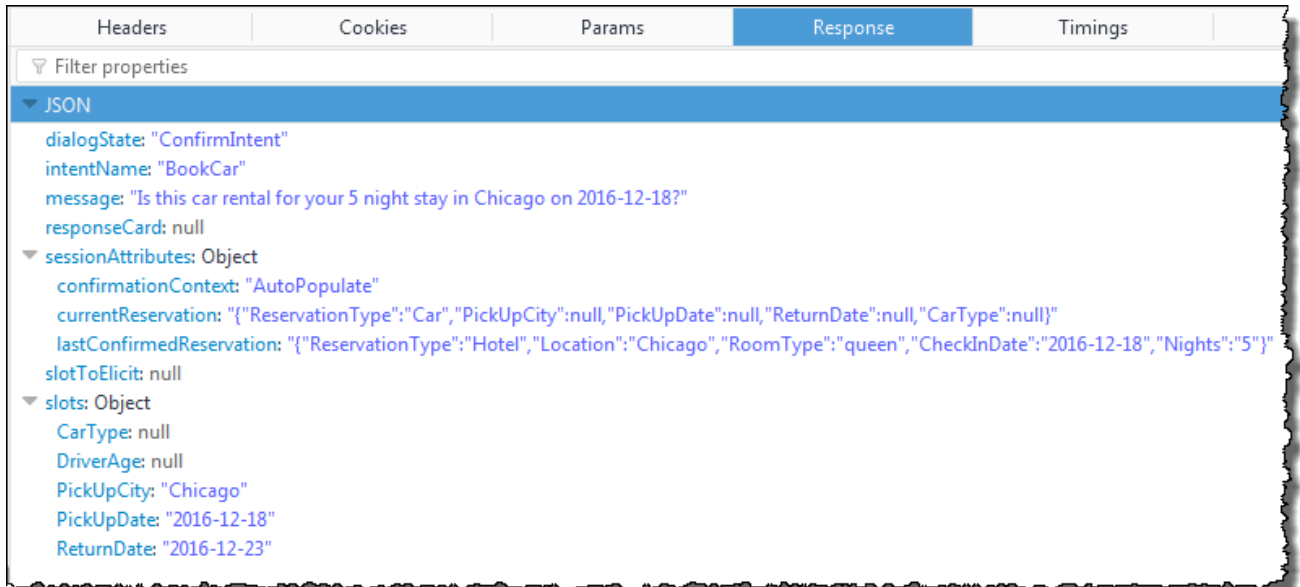 Headers Cookies Params Response Timings
Filter properties
JSON
dialogState: "ConfirmIntent"
intentName: "BookCar"
message: "Is this car rental for your 5 night stay in Chicago on 2016-12-18?"
responseCard: null
sessionAttributes: Object
confirmationContext: "AutoPopulate"
currentReservation: "{"ReservationType":"Car","PickUpCity":null,"PickUpDate":null,"ReturnDate":null,"CarType":null}"
lastConfirmedReservation: "{"ReservationType":"Hotel","Location":"Chicago","RoomType":"queen","CheckInDate":"2016-12-18","Nights":"5"}"
slotToElicit: null
slots: Object
CarType: null
DriverAge: null
PickUpCity: "Chicago"
PickUpDate: "2016-12-18"
ReturnDate: "2016-12-23"